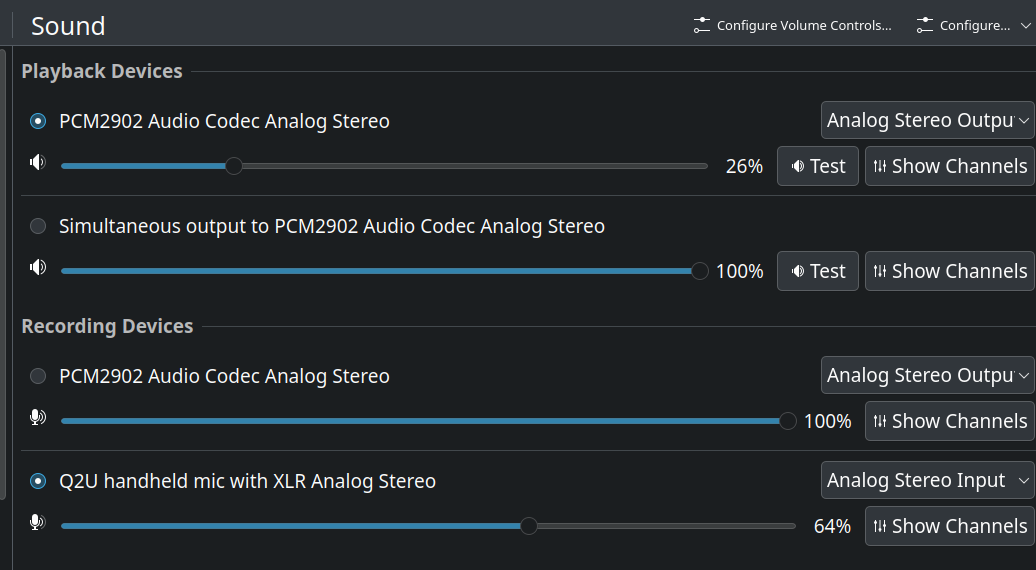 Sound
Configure Volume Controls...
Configure...
Playback Devices
PCM2902 Audio Codec Analog Stereo
Analog Stereo Outpu
26%
Test
Show Channels
Simultaneous output to PCM2902 Audio Codec Analog Stereo
100%
Test
Show Channels
Recording Devices
PCM2902 Audio Codec Analog Stereo
Analog Stereo Outpu
100%
Show Channels
Q2U handheld mic with XLR Analog Stereo
Analog Stereo Input
64%
Show Channels